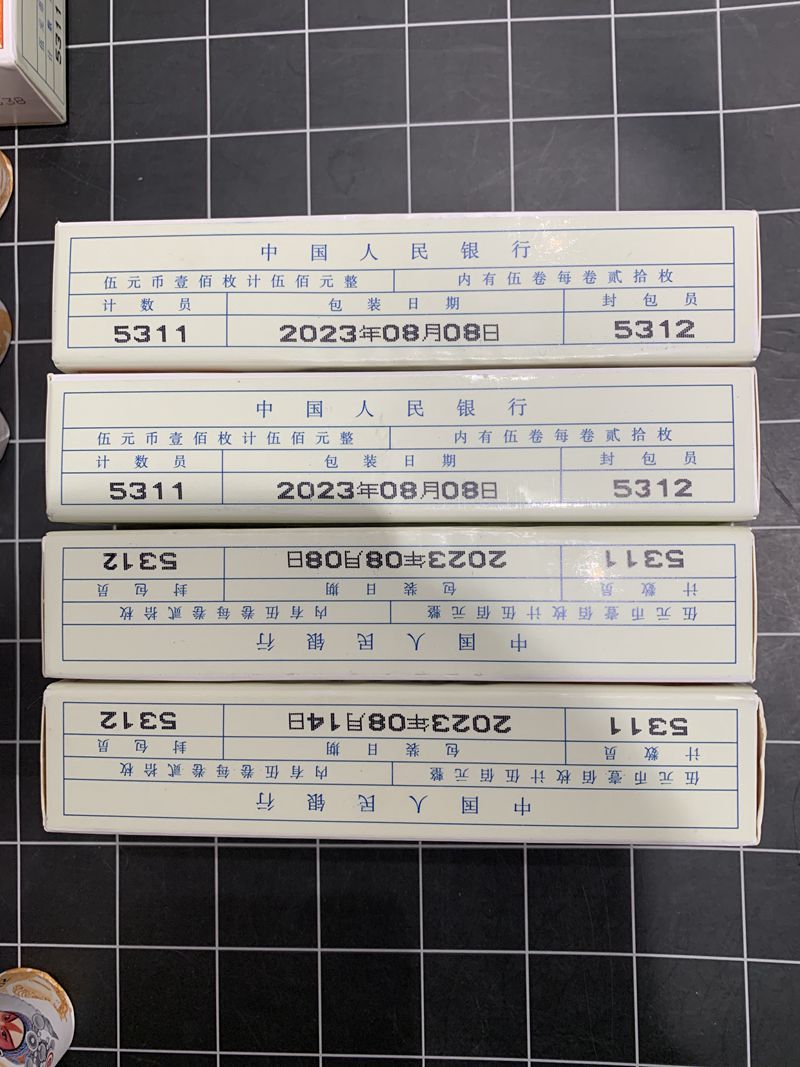 5311
计数
538
中国人民银行
伍元币壹佰枚计伍佰元整 内有伍卷每卷贰拾枚
计数员 包装日期 封包员
5311 2023年08月08日 5312
中国人民银行
伍元币壹佰枚计伍佰元整 内有伍卷每卷贰拾枚
计数员 包装日期 封包员
5311 2023年08月08日 5312
中国人民银行
伍元币壹佰枚计伍佰元整 内有伍卷每卷贰拾枚
计数员 包装日期 封包员
5311 2023年08月08日 5312
中国人民银行
伍元币壹佰枚计伍佰元整 内有伍卷每卷贰拾枚
计数员 包装日期 封包员
5311 2023年08月14日 5312